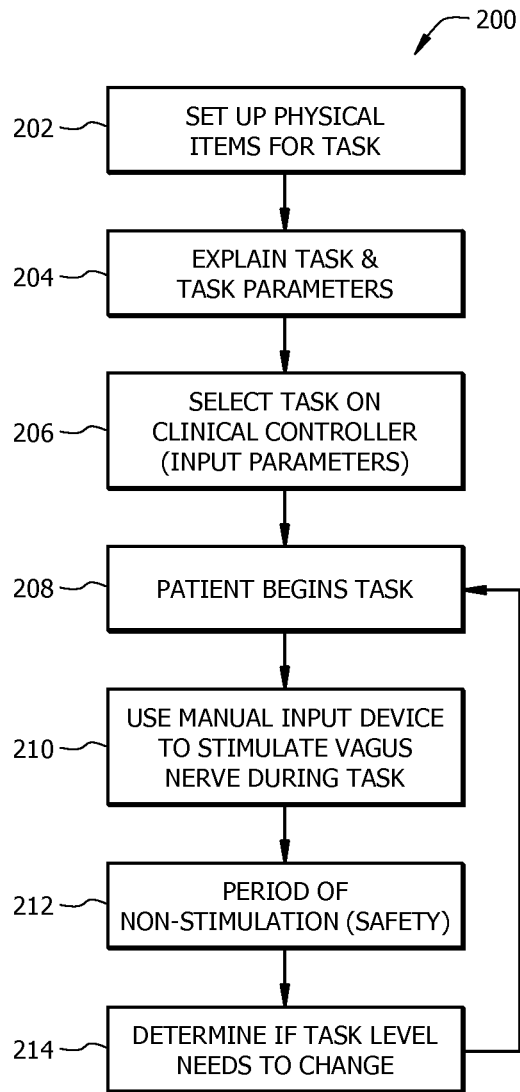 200
202
SET UP PHYSICAL
ITEMS FOR TASK
204
EXPLAIN TASK &
TASK PARAMETERS
206
SELECT TASK ON
CLINICAL CONTROLLER
(INPUT PARAMETERS)
208
PATIENT BEGINS TASK
210
USE MANUAL INPUT DEVICE
TO STIMULATE VAGUS
NERVE DURING TASK
212
PERIOD OF
NON-STIMULATION (SAFETY)
214
DETERMINE IF TASK LEVEL
NEEDS TO CHANGE